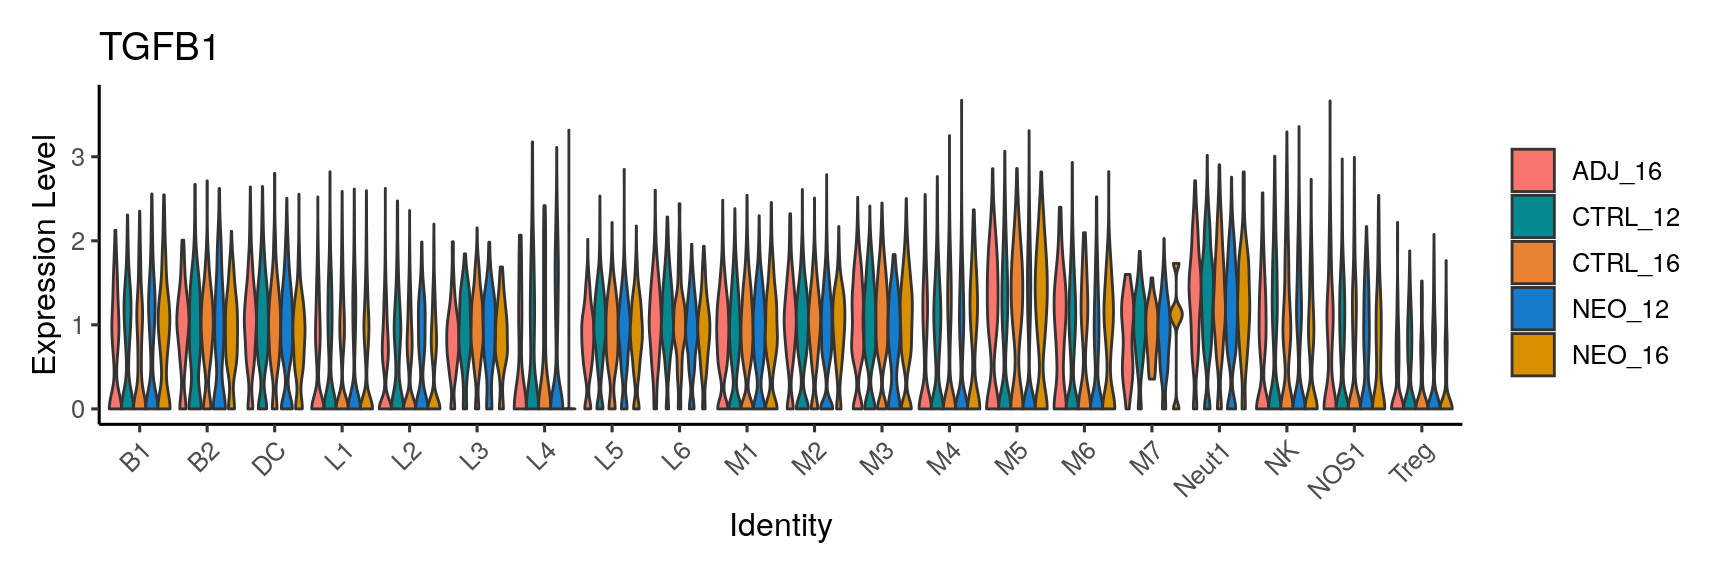 TGFB1
Expression Level
3
2
1
0
B1 B2 DC L1 L2 L3 L4 L5 L6 M1 M2 M3 M4 M5 M6 M7 Neut1 NK NOS1 Treg
Identity
ADJ_16
CTRL_12
CTRL_16
NEO_12
NEO_16